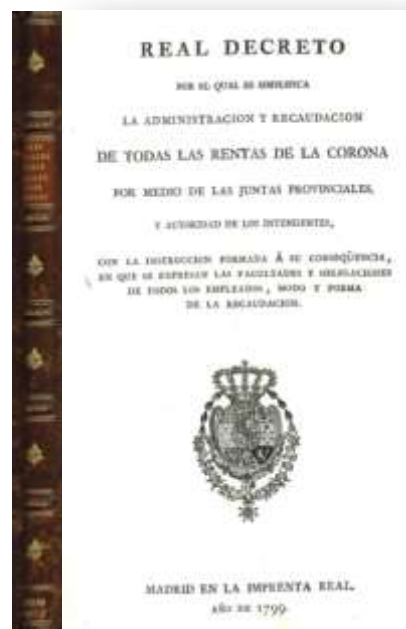 REAL DECRETO
POR EL QUAL SE SIMPLIFICA
LA ADMINISTRACION Y RECAUDACION
DE TODAS LAS RENTAS DE LA CORONA
POR MEDIO DE LAS JUNTAS PROVINCIALES,
Y AUTORIDAD DE LOS INTENDENTES,
CON LA INSTRUCCION FORMADA Á SU CONSEQÜENCIA,
EN QUE SE EXPRESAN LAS FACULTADES Y OBLIGACIONES
DE TODOS LOS EMPLEADOS, MODO Y FORMA
DE LA RECAUDACION.
MADRID EN LA IMPRENTA REAL.
AÑO DE 1799.